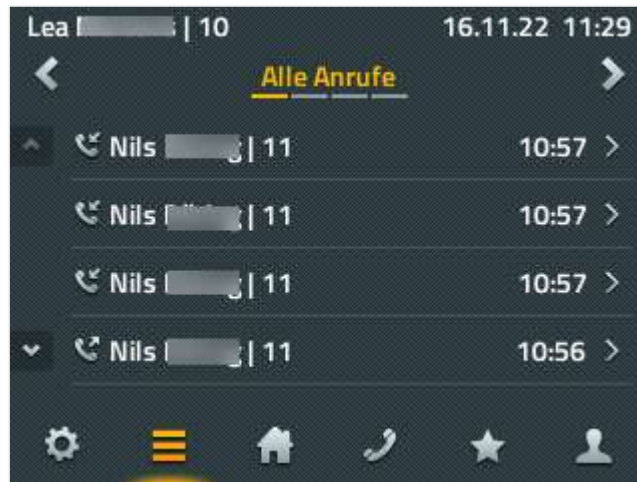 Lea | 10 16.11.22 11:29
Alle Anrufe
Nils | 11 10:57
Nils | 11 10:57
Nils | 11 10:57
Nils | 11 10:56